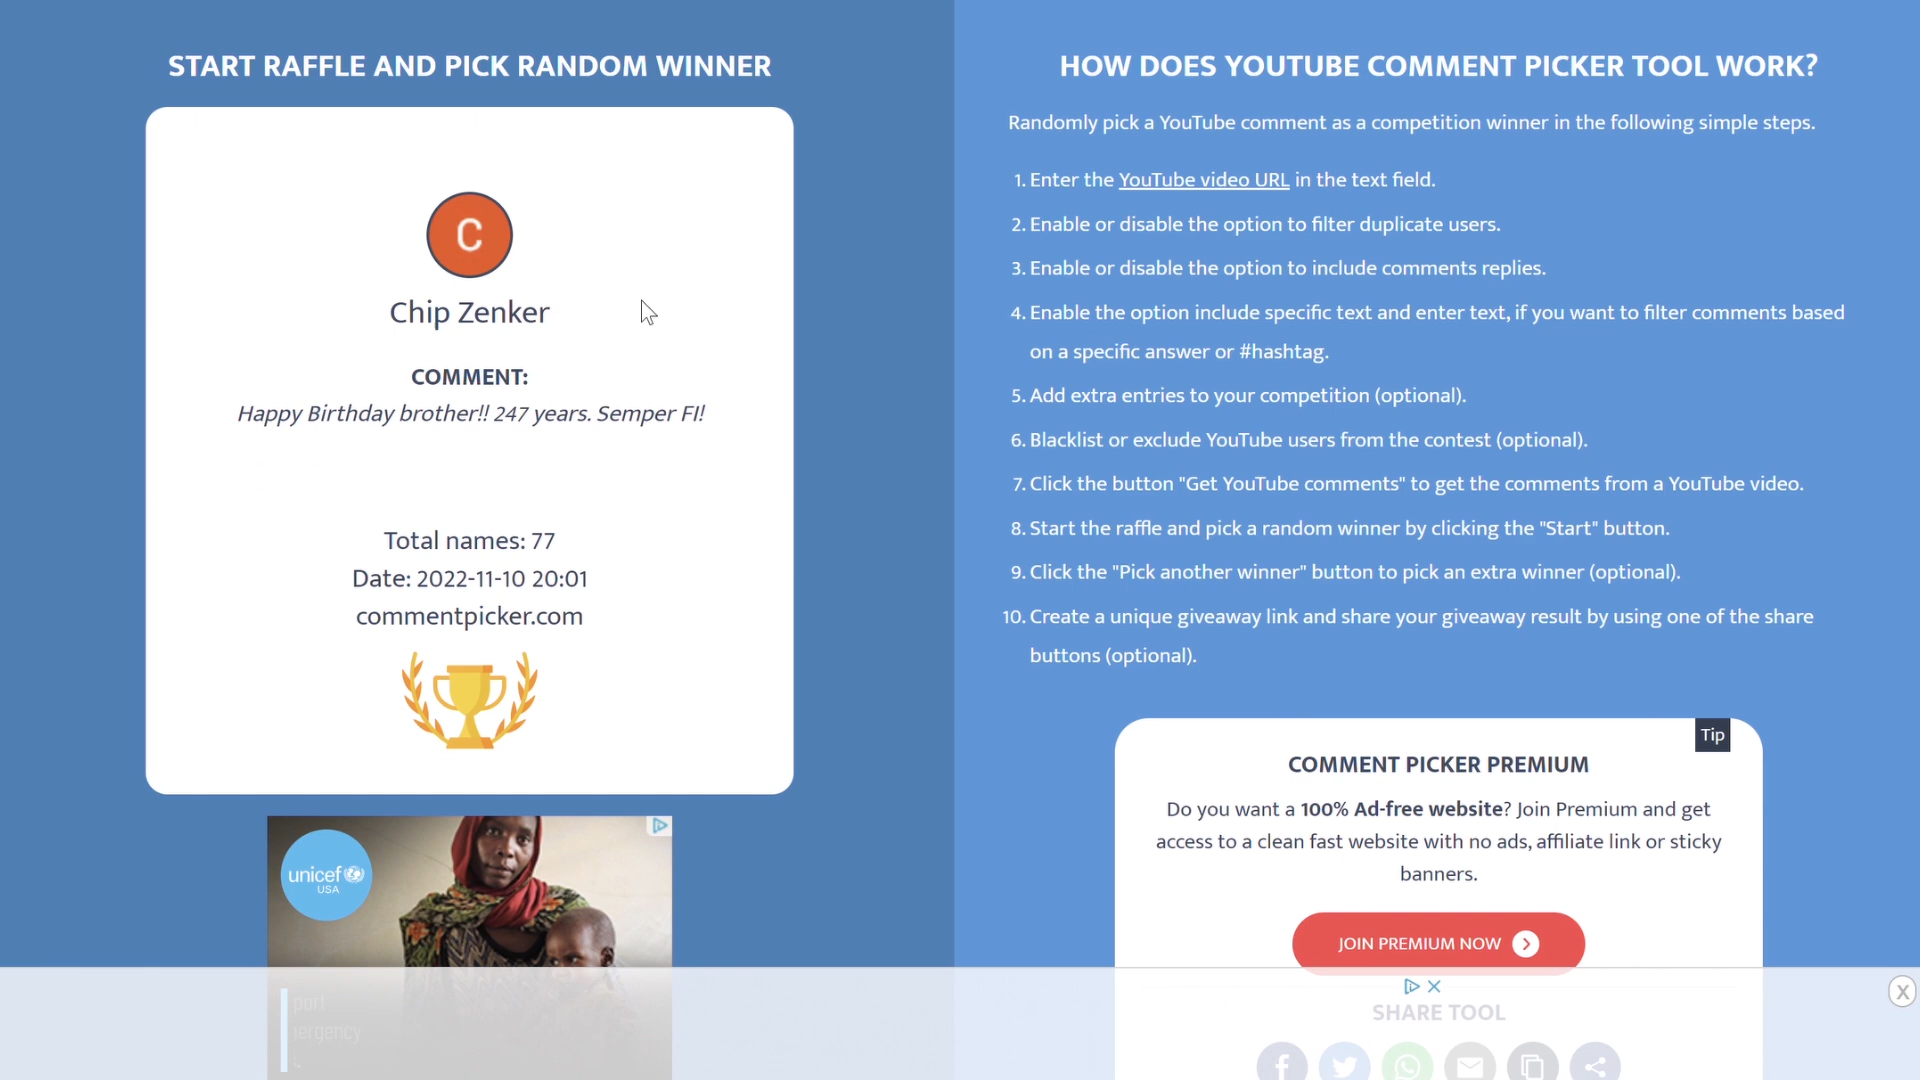 START RAFFLE AND PICK RANDOM WINNER
C
Chip Zenker
COMMENT:
Happy Birthday brother!! 247 years. Semper FI!
Total names: 77
Date: 2022-11-10 20:01
commentpicker.com
unicef
USA
port
ergency
HOW DOES YOUTUBE COMMENT PICKER TOOL WORK?
Randomly pick a YouTube comment as a competition winner in the following simple steps.
1. Enter the YouTube video URL in the text field.
2. Enable or disable the option to filter duplicate users.
3. Enable or disable the option to include comments replies.
4. Enable the option include specific text and enter text, if you want to filter comments based
on a specific answer or #hashtag.
5. Add extra entries to your competition (optional).
6. Blacklist or exclude YouTube users from the contest (optional).
7. Click the button "Get YouTube comments" to get the comments from a YouTube video.
8. Start the raffle and pick a random winner by clicking the "Start" button.
9. Click the "Pick another winner" button to pick an extra winner (optional).
10. Create a unique giveaway link and share your giveaway result by using one of the share
buttons (optional).
Tip
COMMENT PICKER PREMIUM
Do you want a 100% Ad-free website? Join Premium and get
access to a clean fast website with no ads, affiliate link or sticky
banners.
JOIN PREMIUM NOW
X
SHARE TOOL